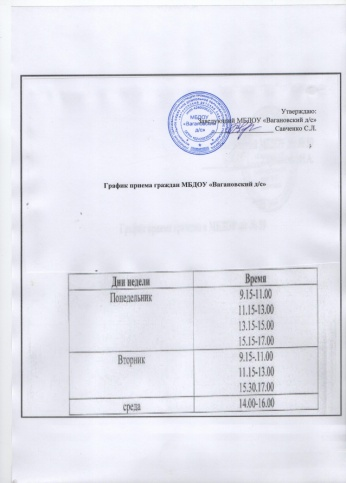 МБДОУ
«Вагановский
д/с»
Утверждаю:
Заведующий МБДОУ «Вагановский д/с»
Савченко С.Л.
График приема граждан МБДОУ «Вагановский д/с»
Дни недели Время
Понедельник 9.15-11.00
11.15-13.00
13.15-15.00
15.15-17.00
Вторник 9.15-.11.00
11.15-13.00
15.30.17.00
среда 14.00-16.00